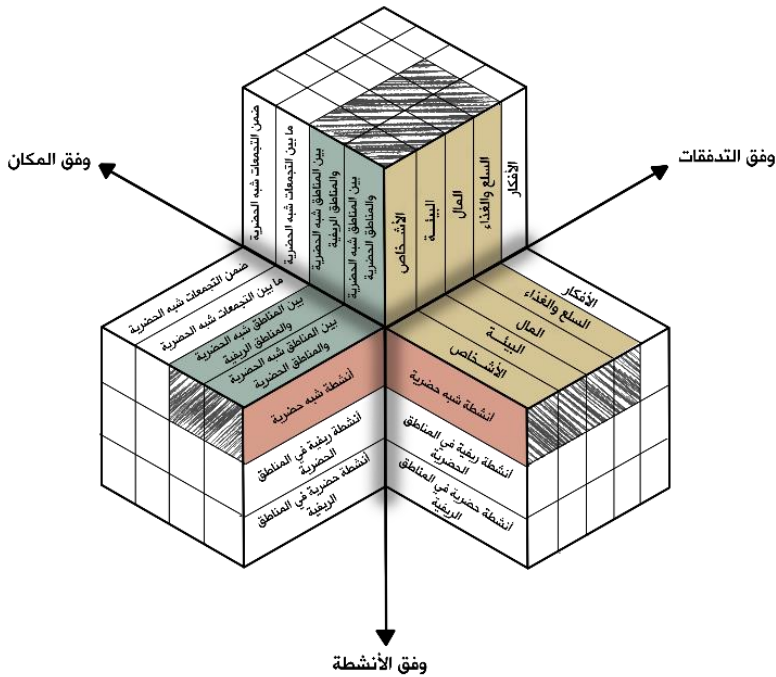 وفق التدفقات
وفق المكان
ضمن التجمعات شبه الحضرية
ما بين التجمعات شبه الحضرية
بين المناطق شبه الحضرية
والمناطق الريفية
بين المناطق شبه الحضرية
والمناطق الحضرية
الأشخاص
البيئــة
المال
السلع والغذاء
الأفكار
ضمن التجمعات شبه الحضرية
ما بين التجمعات شبه الحضرية
بين المناطق شبه الحضرية
والمناطق الريفية
بين المناطق شبه الحضرية
والمناطق الحضرية
الأفكار
السلع والغذاء
المال
البيئــة
الأشخاص
أنشطة شبه حضرية
أنشطة ريفية في المناطق
الحضرية
أنشطة حضرية في المناطق
الريفية
أنشطة شبه حضرية
أنشطة ريفية في المناطق
الحضرية
أنشطة حضرية في المناطق
الريفية
وفق الأنشطة